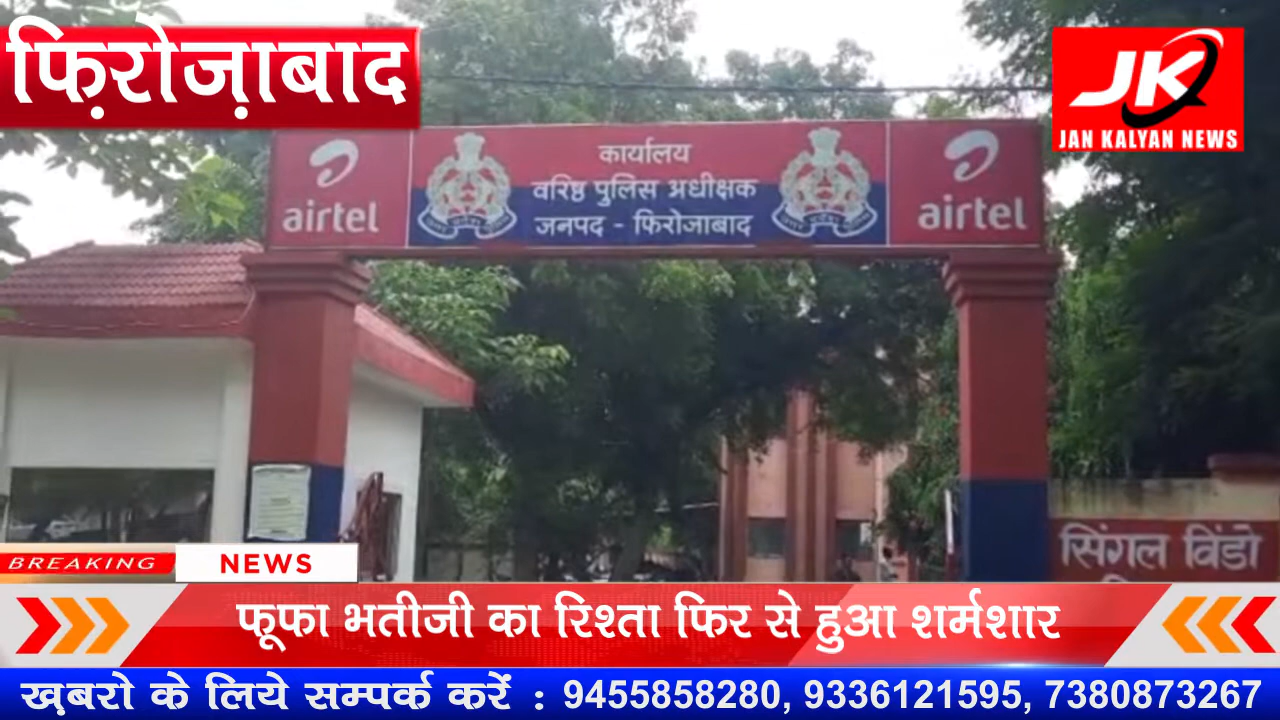 फ़िरोज़ाबाद
JK
JAN KALYAN NEWS
airtel
कार्यालय
वरिष्ठ पुलिस अधीक्षक
जनपद - फिरोजाबाद
airtel
सिंगल विंडो
BREAKING NEWS
फूफा भतीजी का रिश्ता फिर से हुआ शर्मशार
ख़बरो के लिये सम्पर्क करें : 9455858280, 9336121595, 7380873267